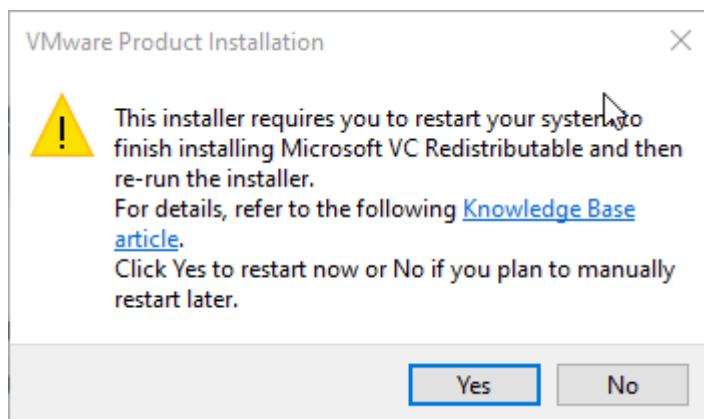 VMware Product Installation
This installer requires you to restart your system to
finish installing Microsoft VC Redistributable and then
re-run the installer.
For details, refer to the following Knowledge Base
article.
Click Yes to restart now or No if you plan to manually
restart later.
Yes
No